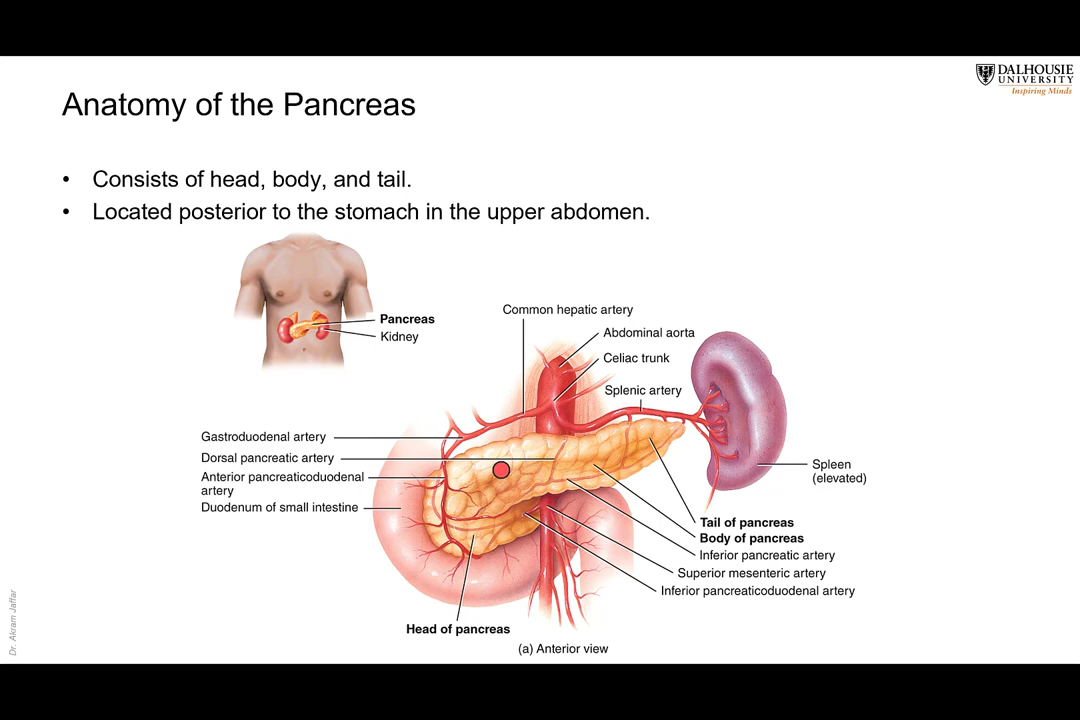 DALHOUSIE
UNIVERSITY
Inspiring Minds
Anatomy of the Pancreas
• Consists of head, body, and tail.
• Located posterior to the stomach in the upper abdomen.
Pancreas
Kidney
Common hepatic artery
Abdominal aorta
Celiac trunk
Splenic artery
Gastroduodenal artery
Dorsal pancreatic artery
Anterior pancreaticoduodenal
artery
Duodenum of small intestine
Spleen
(elevated)
Tail of pancreas
Body of pancreas
Inferior pancreatic artery
Superior mesenteric artery
Inferior pancreaticoduodenal artery
Head of pancreas
(a) Anterior view
Dr. Akram Jaffar